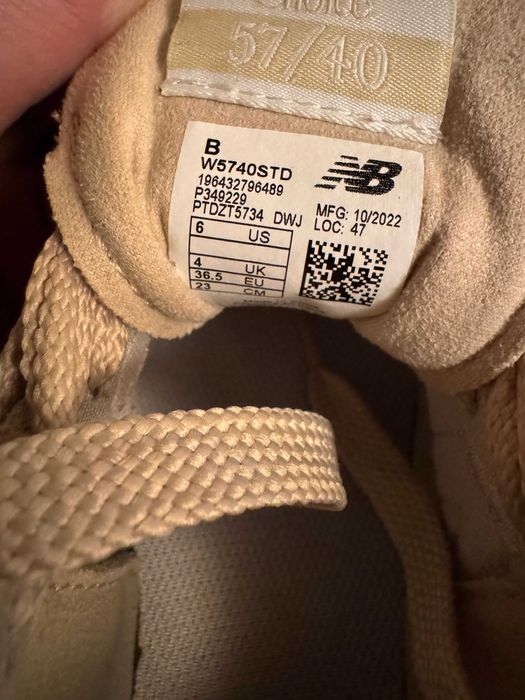 57/40
B
W5740STD
196432796489
P349229
PTDZT5734 DWJ
NB
MFG: 10/2022
LOC: 47
6 US
4 UK
36.5 EU
23 CM